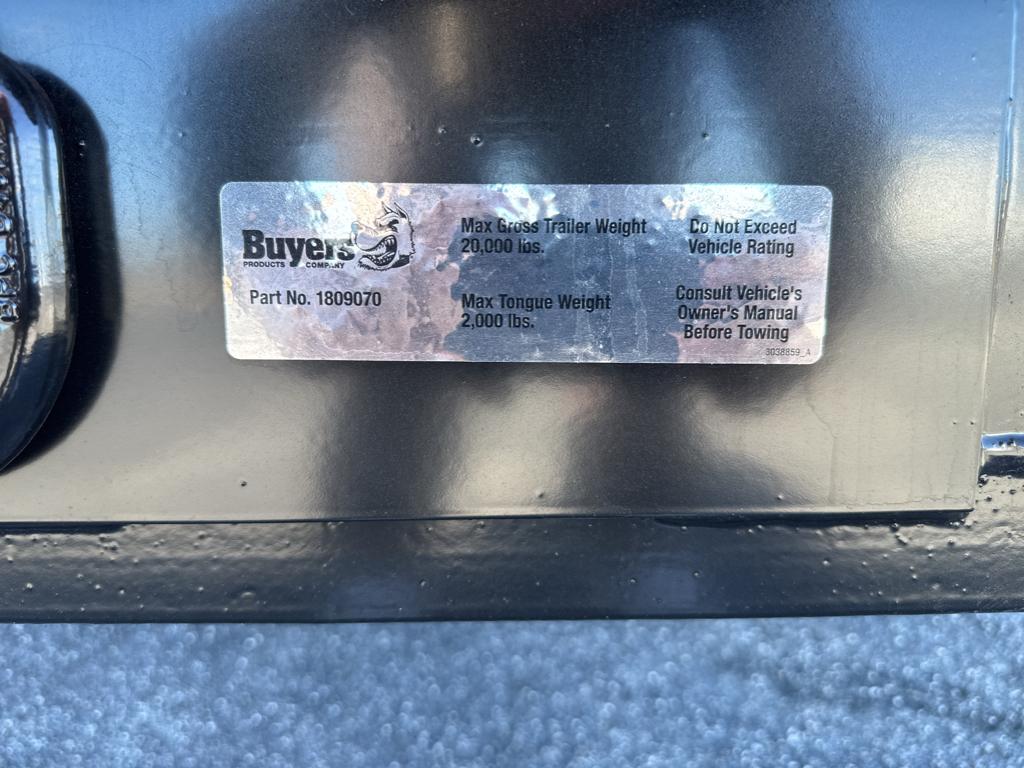 Buyers
PRODUCTS COMPANY
Part No. 1809070
Max Gross Trailer Weight
20,000 lbs.
Max Tongue Weight
2,000 lbs.
Do Not Exceed
Vehicle Rating
Consult Vehicle's
Owner's Manual
Before Towing
3038859_A